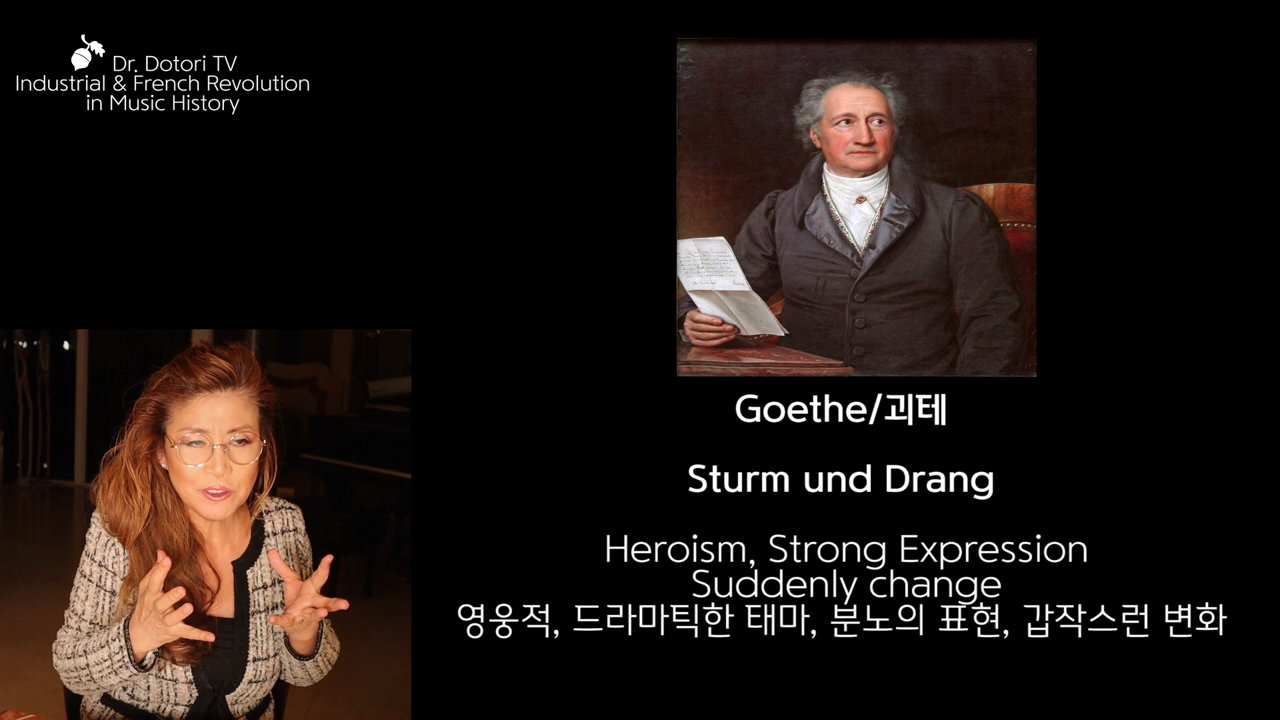 Dr. Dotori TV
Industrial & French Revolution
in Music History
Goethe/괴테
Sturm und Drang
Heroism, Strong Expression
Suddenly change
영웅적, 드라마틱한 태마, 분노의 표현, 갑작스런 변화